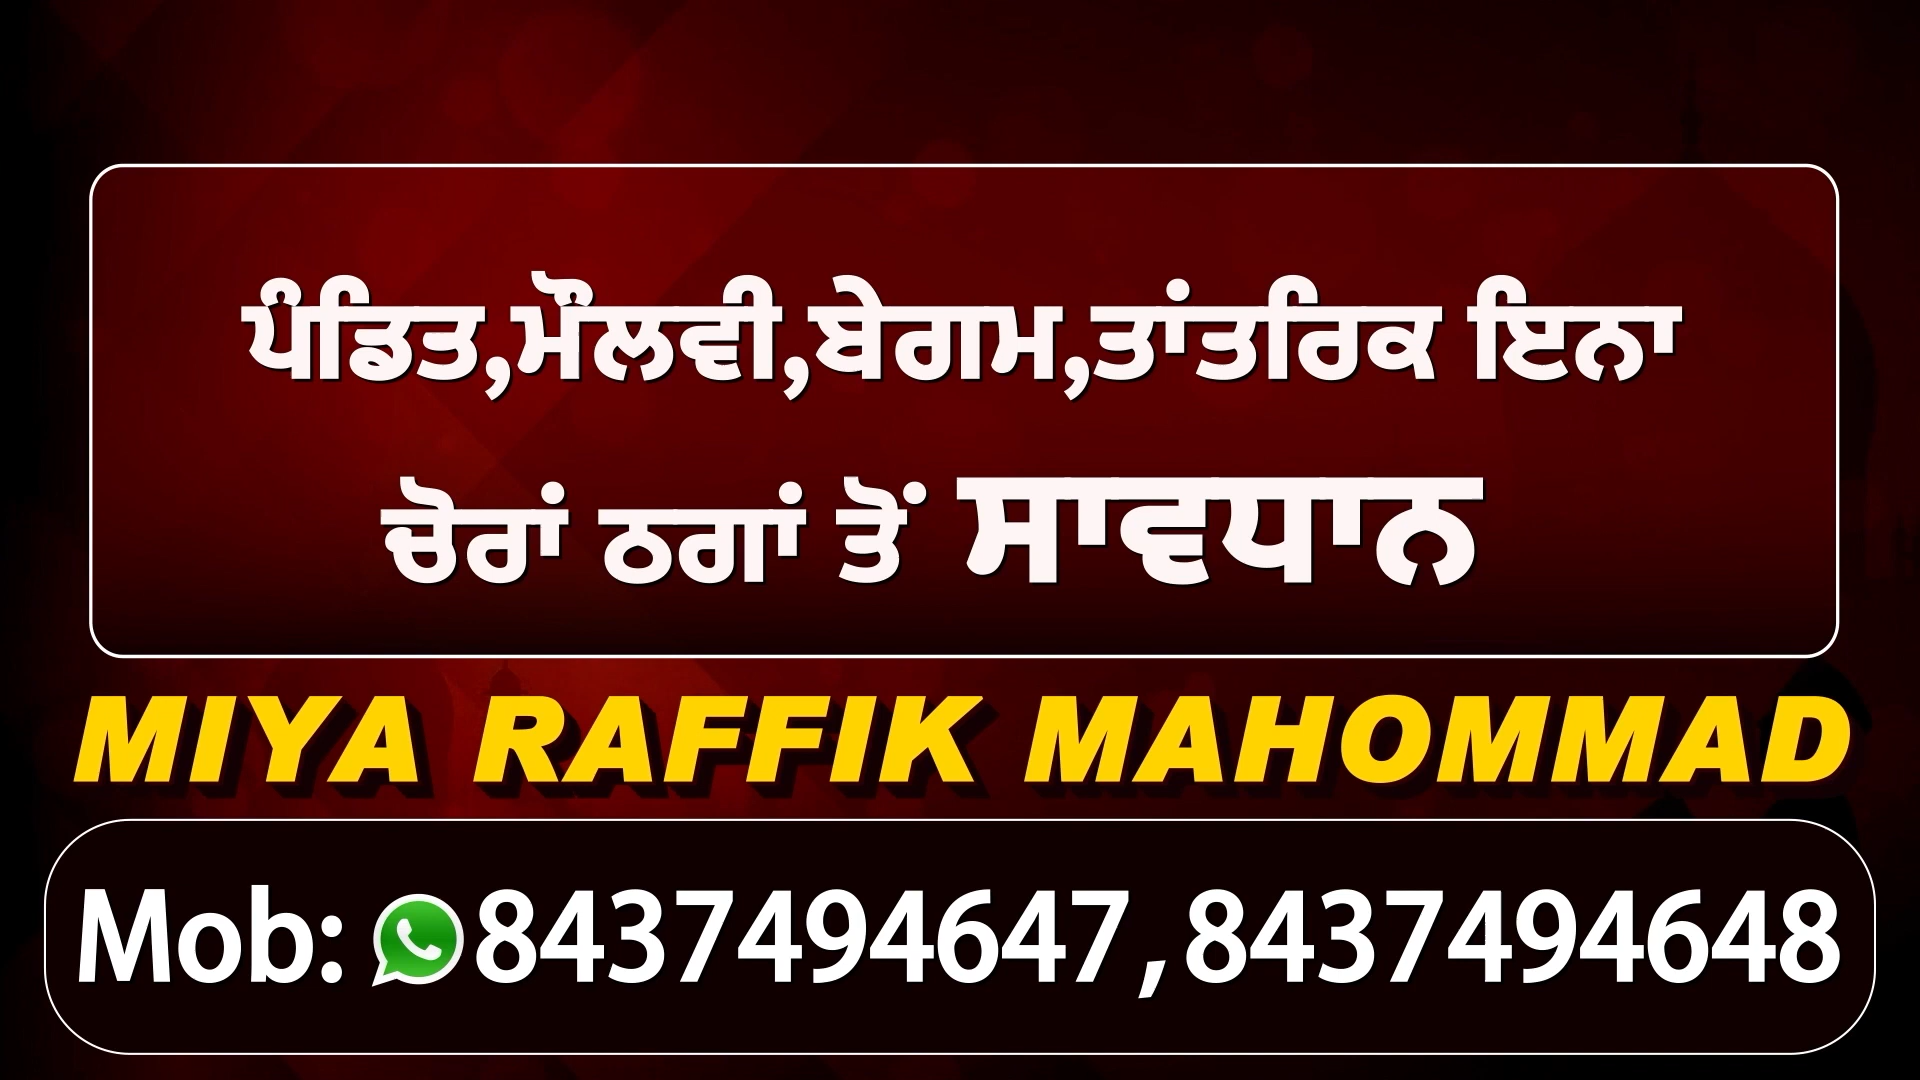 ਪੰਡਿਤ,ਮੌਲਵੀ,ਬੇਗਮ,ਤਾਂਤਰਿਕ ਇਨਾ
ਚੋਰਾਂ ਠਗਾਂ ਤੋਂ ਸਾਵਧਾਨ
MIYA RAFFIK MAHOMMAD
Mob: 8437494647, 8437494648